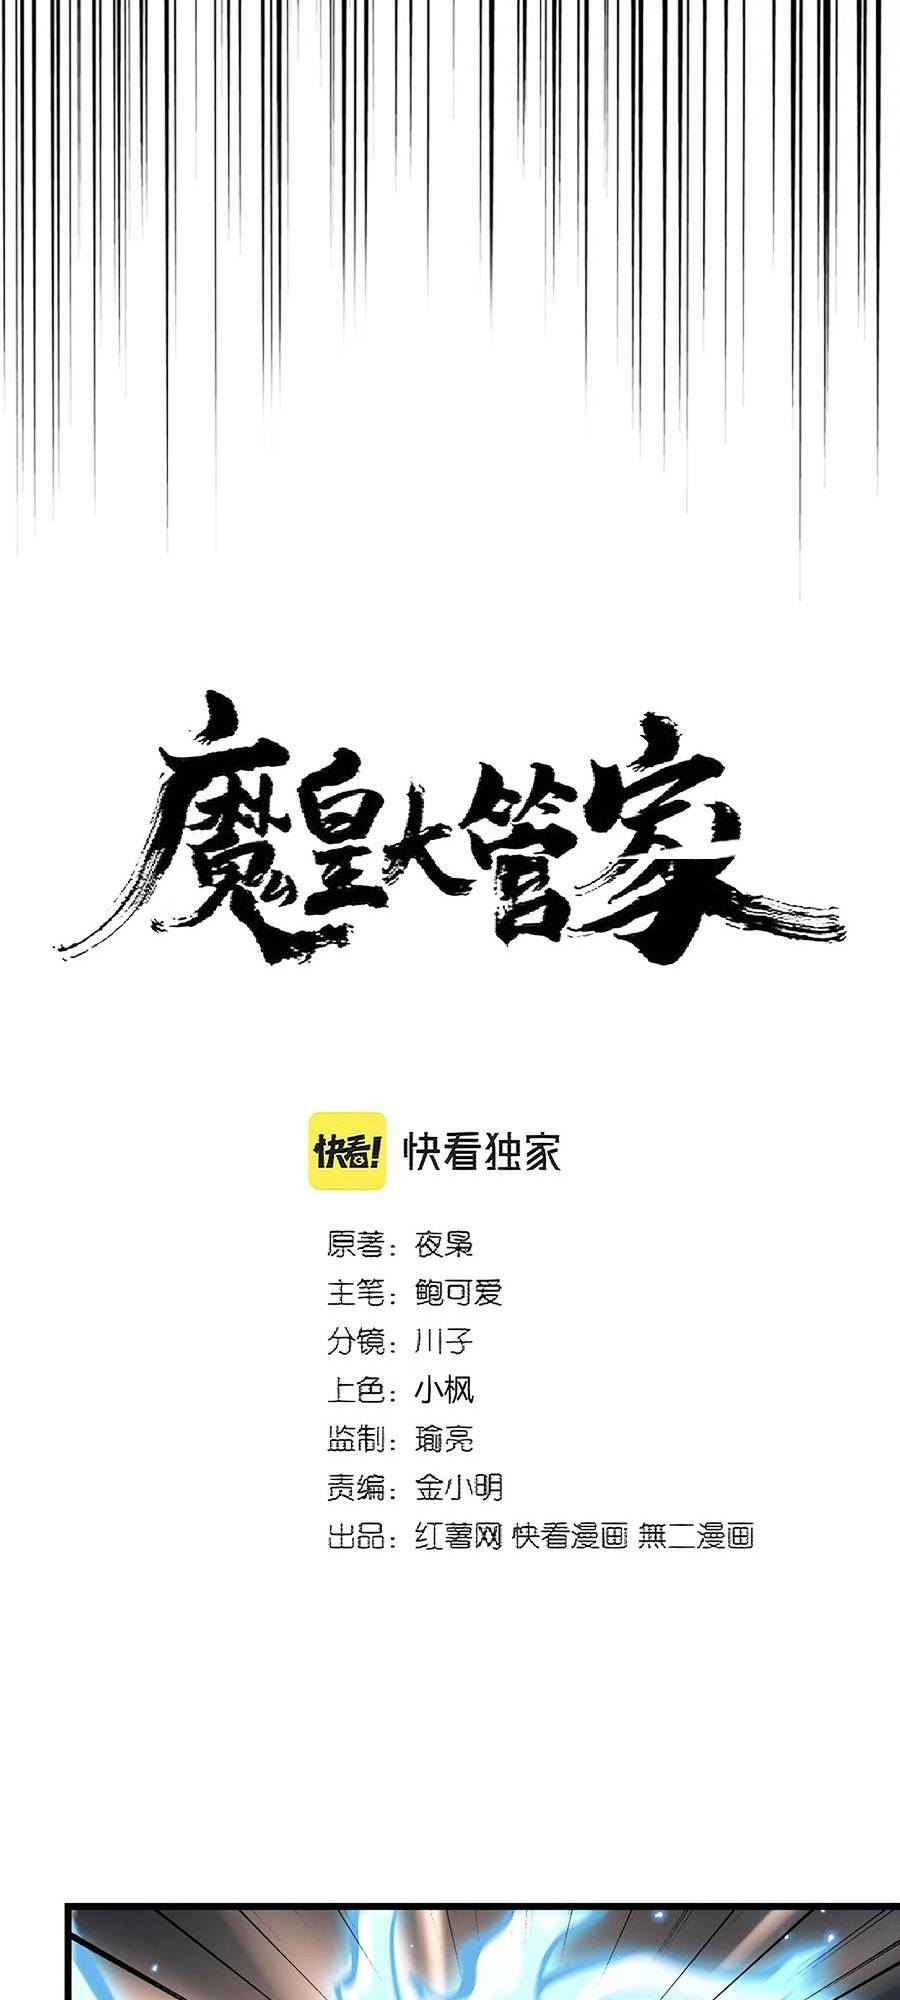 魔皇大管家
快看! 快看独家
原著：夜枭
主笔：鲍可爱
分镜：川子
上色：小枫
监制：瑜亮
责编：金小明
出品：红薯网 快看漫画 無二漫画